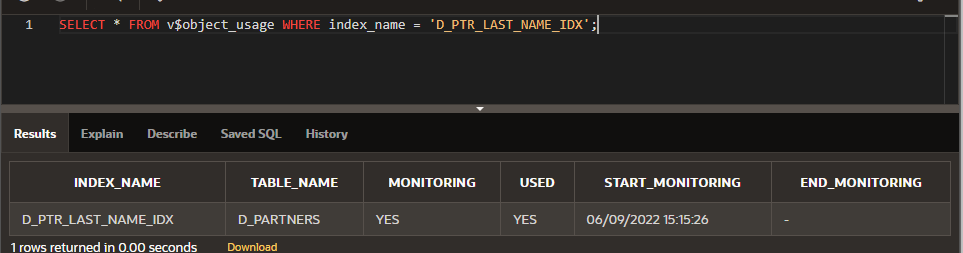 1 SELECT * FROM v$object_usage WHERE index_name = 'D_PTR_LAST_NAME_IDX';
Results Explain Describe Saved SQL History
INDEX_NAME TABLE_NAME MONITORING USED START_MONITORING END_MONITORING
D_PTR_LAST_NAME_IDX D_PARTNERS YES YES 06/09/2022 15:15:26 -
1 rows returned in 0.00 seconds Download